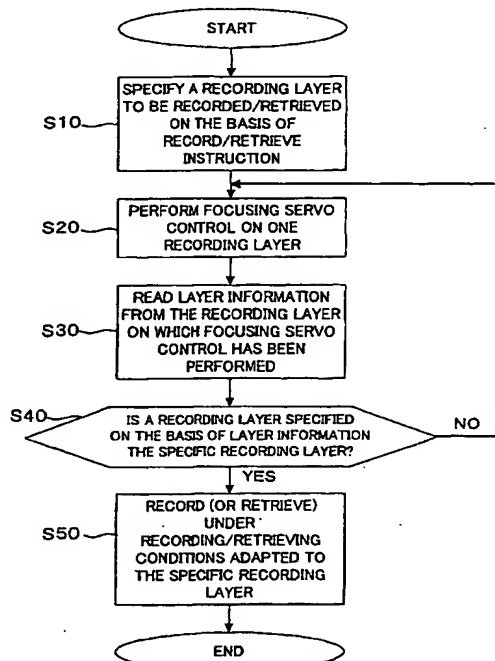 START
S10
SPECIFY A RECORDING LAYER
TO BE RECORDED/RETRIEVED
ON THE BASIS OF
RECORD/RETRIEVE
INSTRUCTION
S20
PERFORM FOCUSING SERVO
CONTROL ON ONE
RECORDING LAYER
S30
READ LAYER INFORMATION
FROM THE RECORDING LAYER
ON WHICH FOCUSING SERVO
CONTROL HAS BEEN
PERFORMED
S40
IS A RECORDING LAYER SPECIFIED
ON THE BASIS OF LAYER INFORMATION
THE SPECIFIC RECORDING LAYER?
NO
YES
S50
RECORD (OR RETRIEVE)
UNDER
RECORDING/RETRIEVING
CONDITIONS ADAPTED TO
THE SPECIFIC RECORDING
LAYER
END